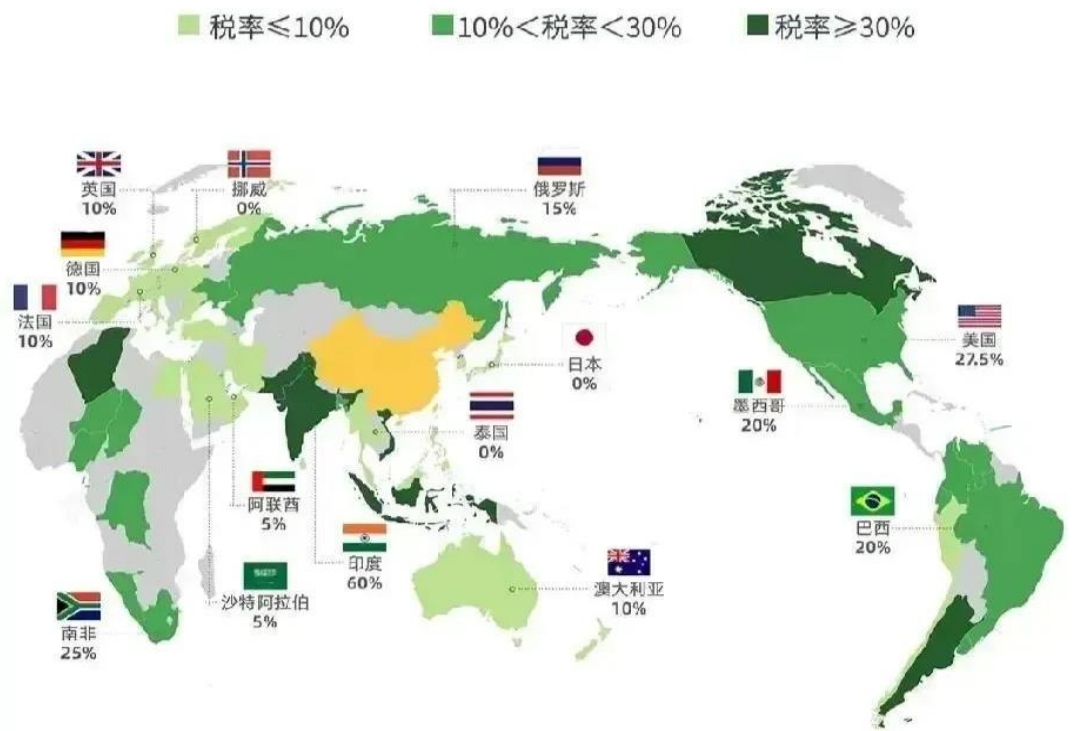 税率≤10%
10%<税率<30%
税率≥30%
英国
10%
挪威
0%
俄罗斯
15%
德国
10%
法国
10%
美国
27.5%
日本
0%
墨西哥
20%
泰国
0%
阿联酋
5%
巴西
20%
印度
60%
沙特阿拉伯
5%
澳大利亚
10%
南非
25%